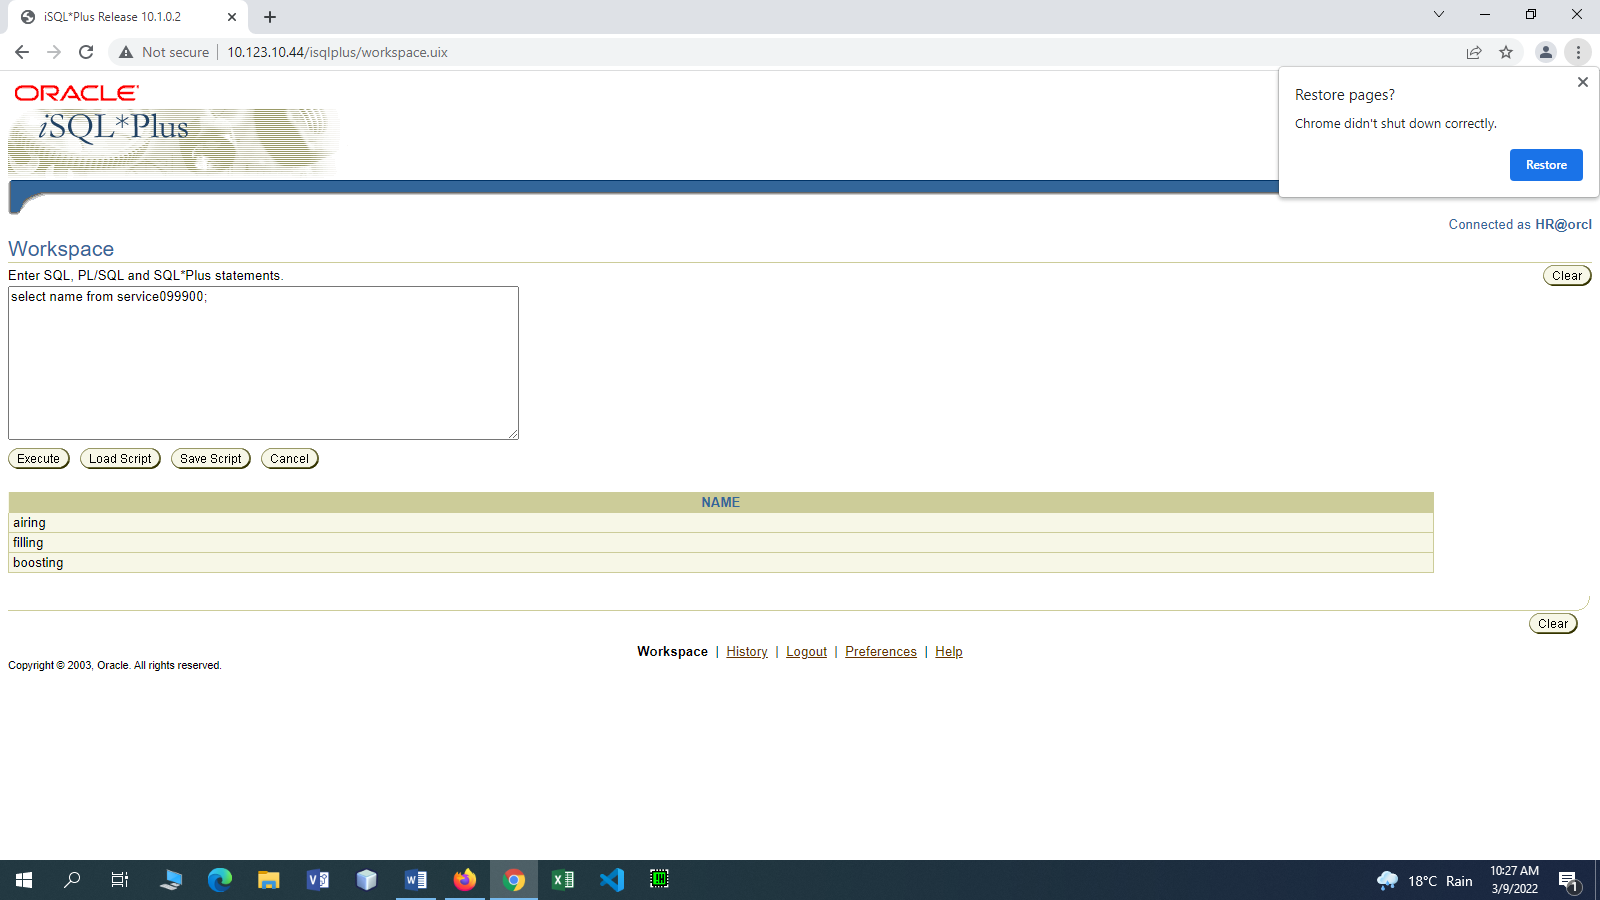 iSQL*Plus Release 10.1.0.2
Not secure
10.123.10.44/isqlplus/workspace.uix
ORACLE
iSQL*Plus
Restore pages?
Chrome didn't shut down correctly.
Restore
Connected as HR@orcl
Workspace
Enter SQL, PL/SQL and SQL*Plus statements.
Clear
select name from service099900;
Execute
Load Script
Save Script
Cancel
NAME
airing
filling
boosting
Clear
Workspace | History | Logout | Preferences | Help
Copyright © 2003, Oracle. All rights reserved.
18°C Rain
10:27 AM
3/9/2022
1